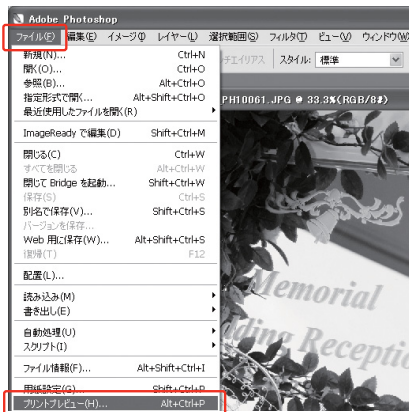 Adobe Photoshop
ファイル(F) 編集(E) イメージ(I) レイヤー(L) 選択範囲(S) フィルタ(T) ビュー(V) ウィンドウ(W)
新規(N)... Ctrl+N
開く(O)... Ctrl+O
参照(B)... Alt+Ctrl+O
指定形式で開く... Alt+Shift+Ctrl+O
最近使用したファイルを開く(R)
ImageReady で編集(D) Shift+Ctrl+M
閉じる(C) Ctrl+W
すべてを閉じる Alt+Ctrl+W
閉じて Bridge を起動... Shift+Ctrl+W
保存(S) Ctrl+S
別名で保存(V)... Shift+Ctrl+S
バージョンを保存...
Web 用に保存(W)... Alt+Shift+Ctrl+S
復帰(T) F12
配置(L)...
読み込み(M)
書き出し(E)
自動処理(U)
スクリプト(I)
ファイル情報(F)... Alt+Shift+Ctrl+I
用紙設定(G)... Shift+Ctrl+P
プリントプレビュー(H)... Alt+Ctrl+P
チエイリアス スタイル: 標準
PH10061.JPG @ 33.3%(RGB/8#)
Memorial
ding Receptio